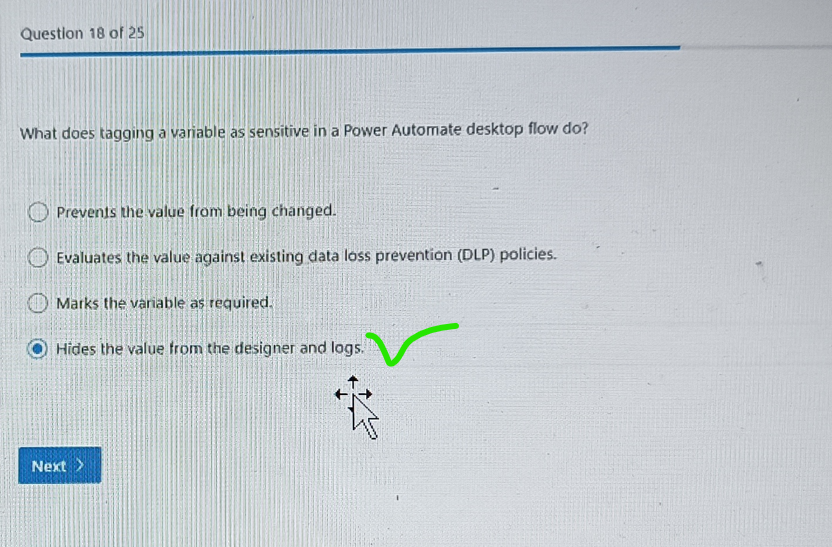 Question 18 of 25
What does tagging a variable as sensitive in a Power Automate desktop flow do?
Prevents the value from being changed.
Evaluates the value against existing data loss prevention (DLP) policies.
Marks the variable as required.
Hides the value from the designer and logs.
Next >